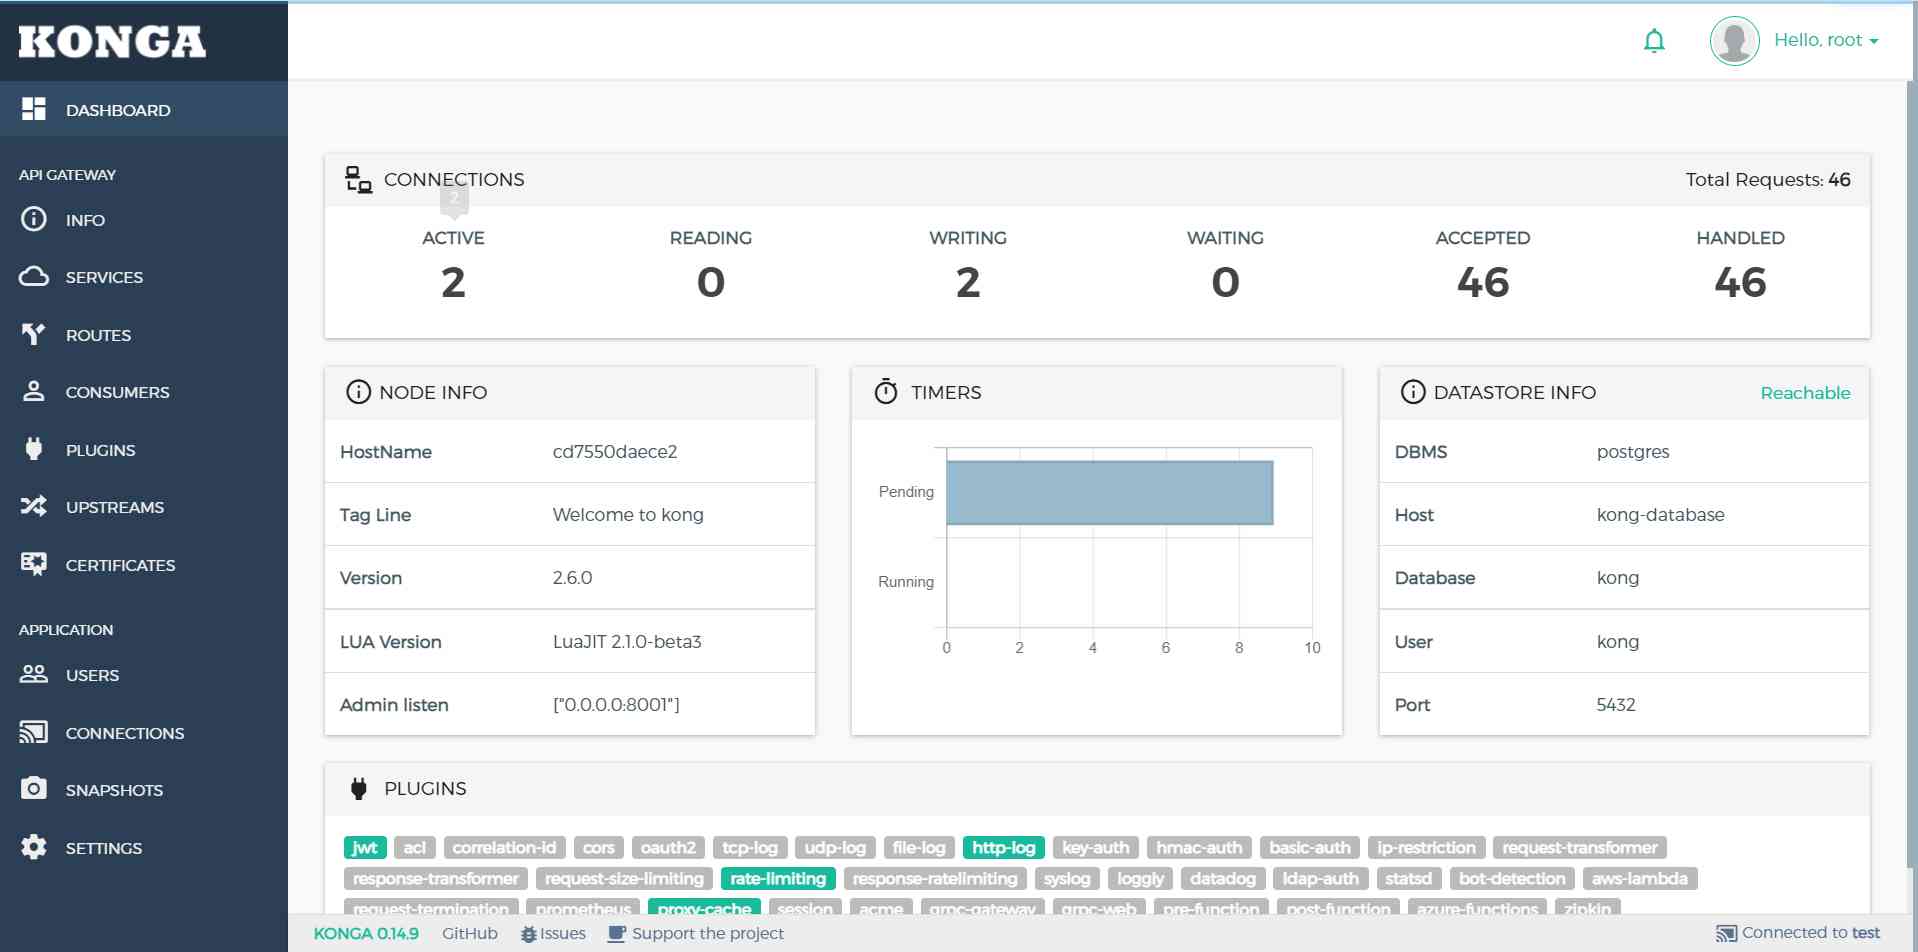 KONGA
Hello, root
DASHBOARD
API GATEWAY
INFO
SERVICES
ROUTES
CONSUMERS
PLUGINS
UPSTREAMS
CERTIFICATES
APPLICATION
USERS
CONNECTIONS
SNAPSHOTS
SETTINGS
CONNECTIONS Total Requests: 46
2
ACTIVE READING WRITING WAITING ACCEPTED HANDLED
2 0 2 0 46 46
NODE INFO
HostName cd7550daece2
Tag Line Welcome to kong
Version 2.6.0
LUA Version LuaJIT 2.1.0-beta3
Admin listen ["0.0.0.0:8001"]
TIMERS
Pending
Running
0 2 4 6 8 10
DATASTORE INFO Reachable
DBMS postgres
Host kong-database
Database kong
User kong
Port 5432
PLUGINS
jwt acl correlation-id cors oauth2 tcp-log udp-log file-log http-log key-auth hmac-auth basic-auth ip-restriction request-transformer
response-transformer request-size-limiting rate-limiting response-ratelimiting syslog loggly datadog ldap-auth statsd bot-detection aws-lambda
request-termination prometheus proxy-cache session acme grpc-gateway grpc-web pre-function post-function azure-functions zipkin
KONGA 0.14.9 GitHub Issues Support the project Connected to test